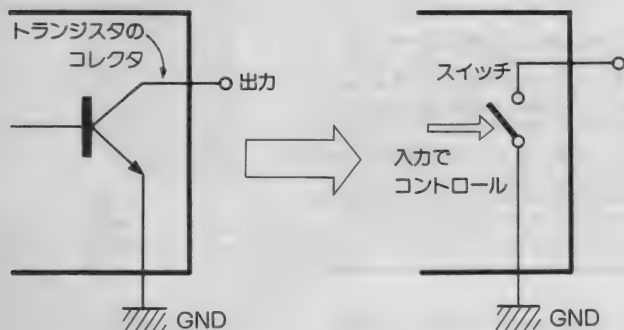 トランジスタの
コレクタ
出力
GND
スイッチ
入力で
コントロール
GND